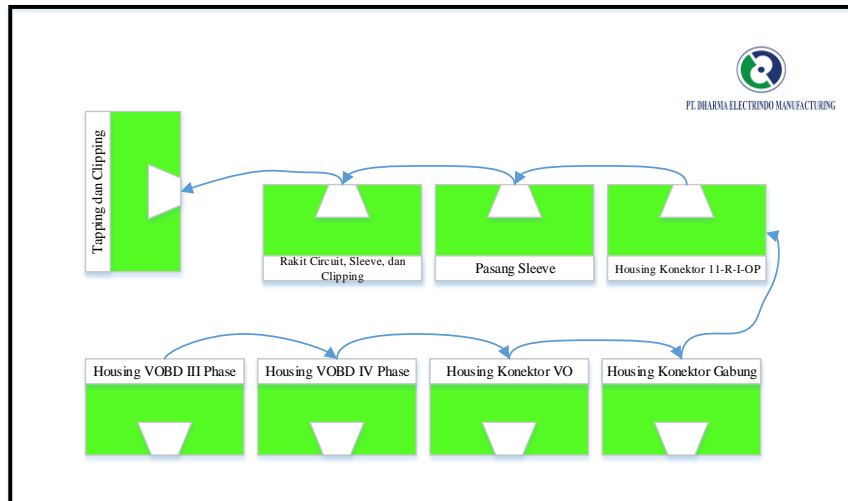 PT. DHARMA ELECTRINDO MANUFACTURING
Tapping dan Clipping
Rakit Circuit, Sleeve, dan
Clipping
Pasang Sleeve
Housing Konektor 11-R-I-OP
Housing VOBD III Phase
Housing VOBD IV Phase
Housing Konektor VO
Housing Konektor Gabung